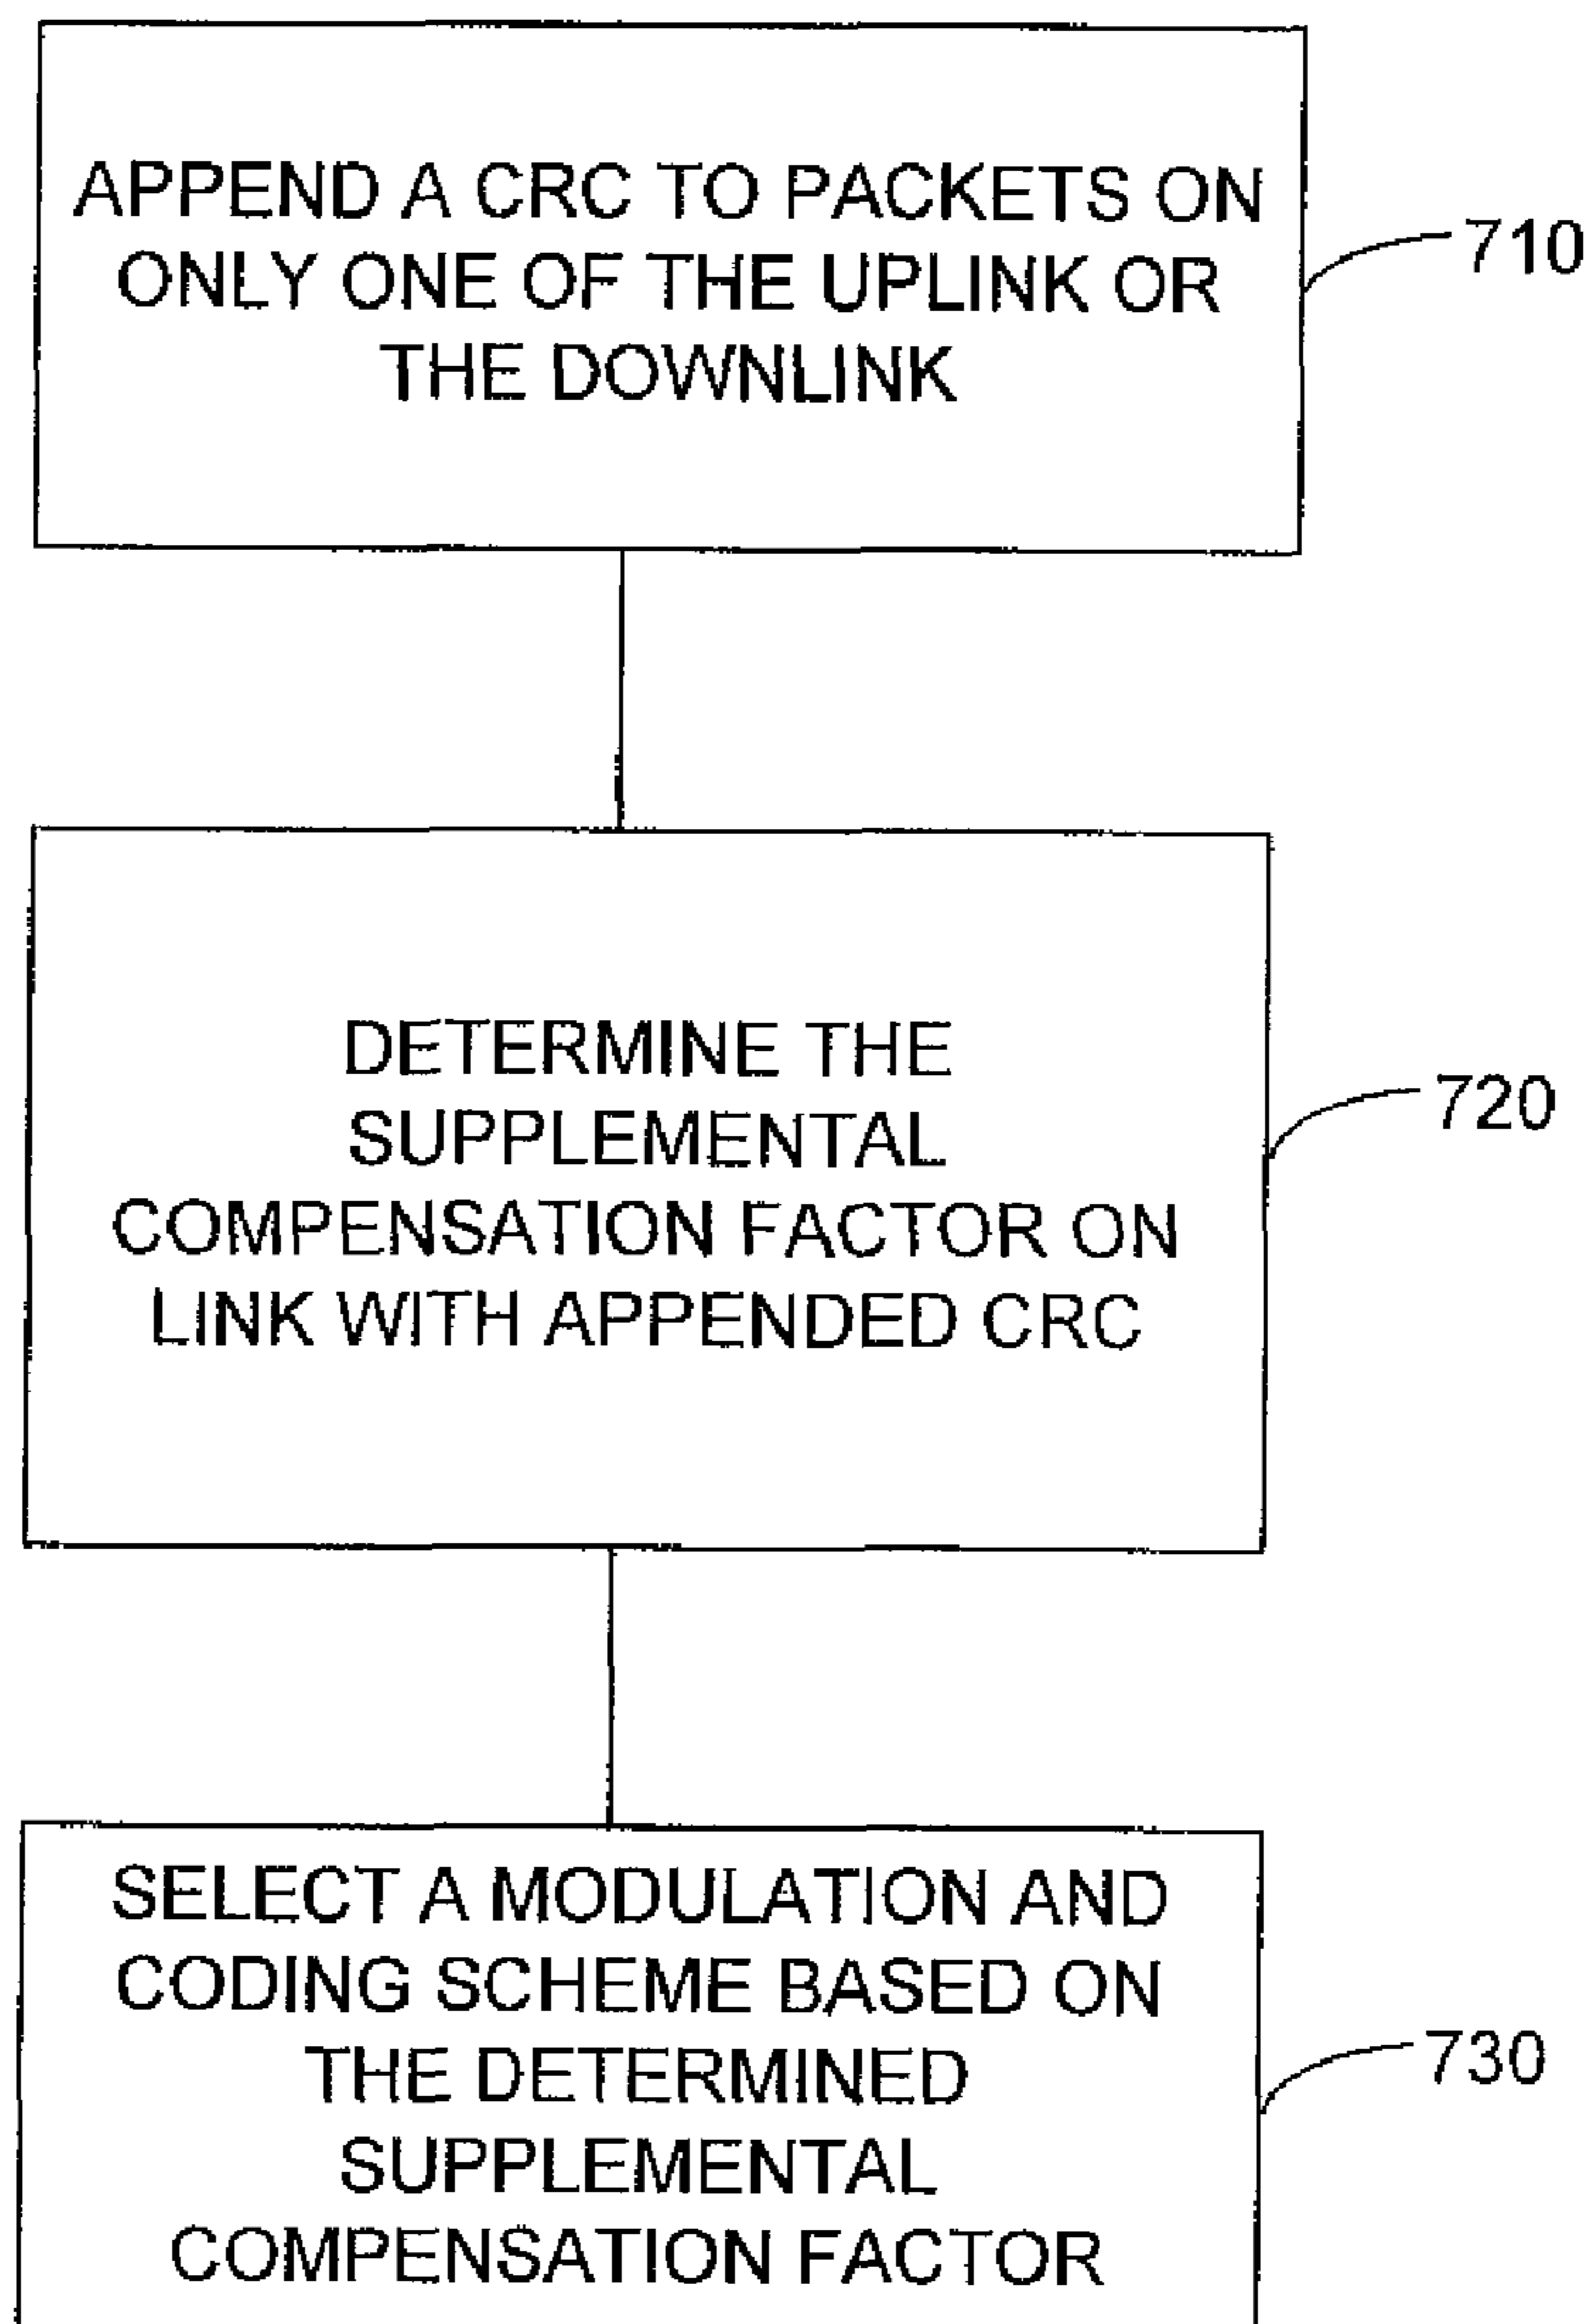 APPEND A CRC TO PACKETS ON
ONLY ONE OF THE UPLINK OR
THE DOWNLINK
710
DETERMINE THE
SUPPLEMENTAL
COMPENSATION FACTOR ON
LINK WITH APPENDED CRC
720
SELECT A MODULATION AND
CODING SCHEME BASED ON
THE DETERMINED
SUPPLEMENTAL
COMPENSATION FACTOR
730